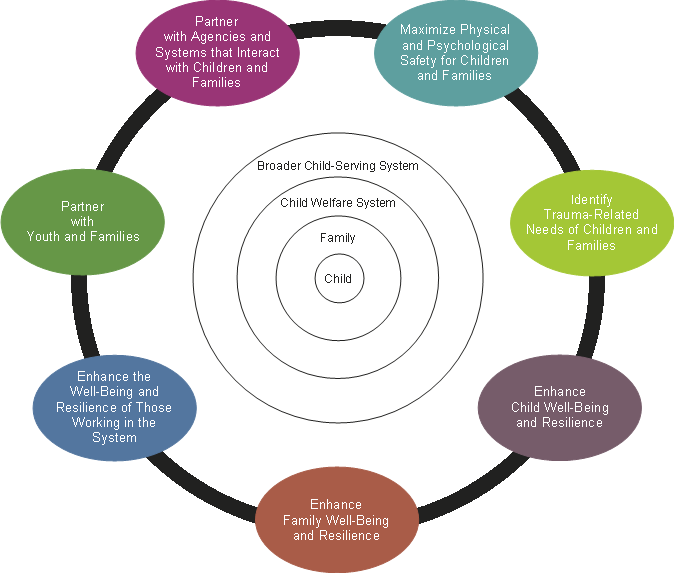 Partner
with Agencies and
Systems that Interact
with Children and
Families
Maximize Physical
and Psychological
Safety for Children
and Families
Identify
Trauma-Related
Needs of Children and
Families
Enhance
Child Well-Being
and Resilience
Enhance
Family Well-Being
and Resilience
Enhance the
Well-Being and
Resilience of Those
Working in the
System
Partner
with
Youth and Families
Broader Child-Serving System
Child Welfare System
Family
Child